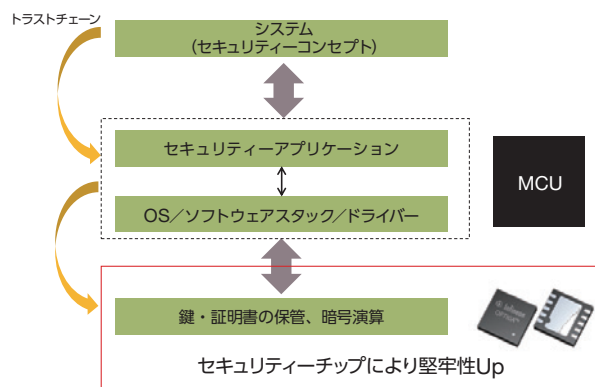 トラストチェーン
システム
(セキュリティーコンセプト)
セキュリティーアプリケーション
MCU
OS/ソフトウェアスタック/ドライバー
鍵・証明書の保管、暗号演算
セキュリティーチップにより堅牢性Up